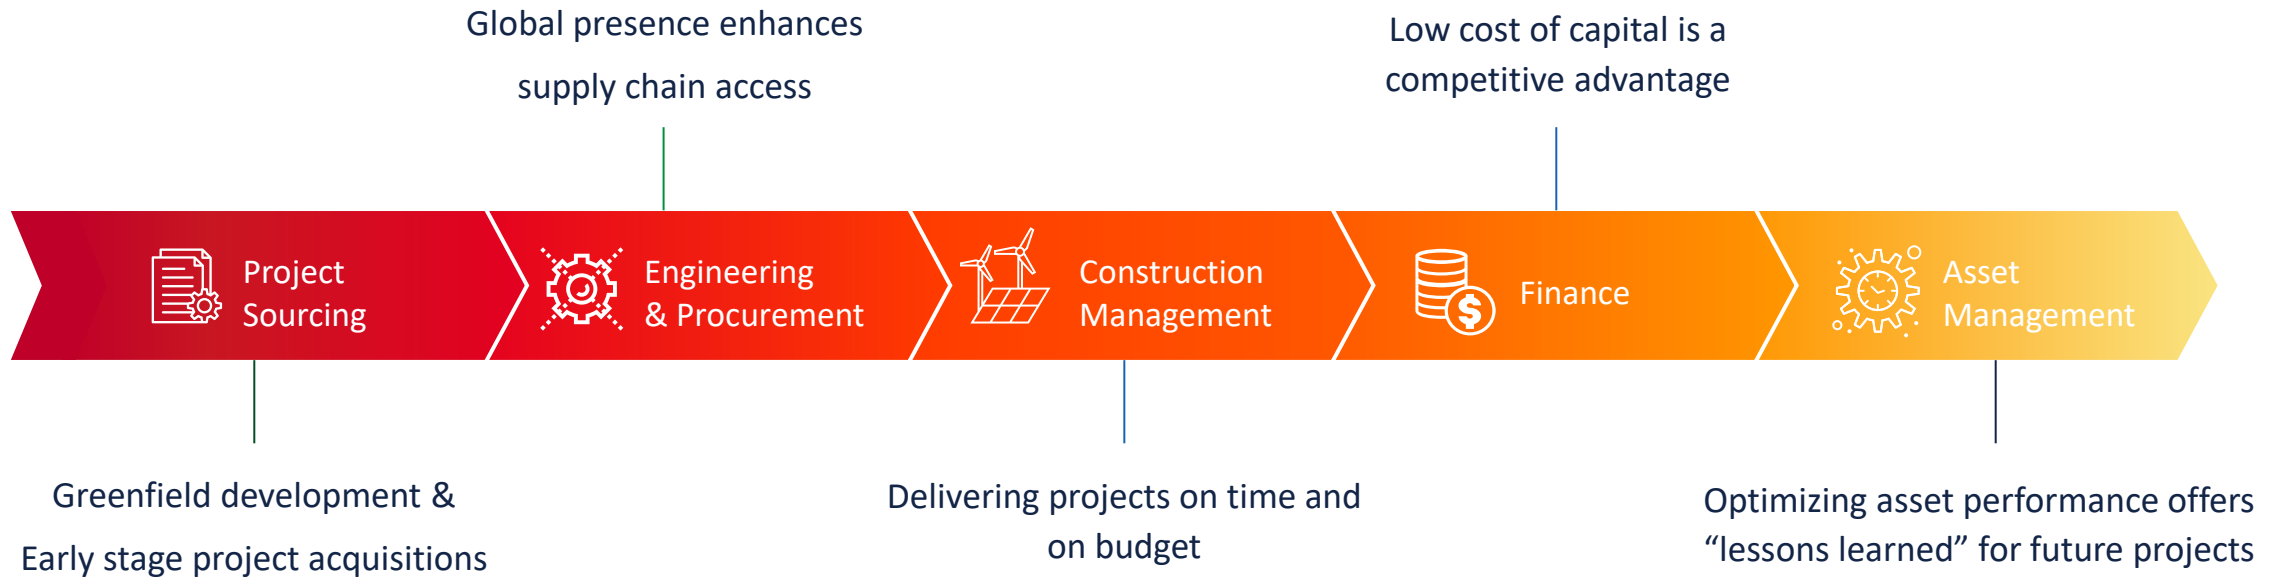 Global presence enhances
supply chain access
Low cost of capital is a
competitive advantage
Project
Sourcing
Engineering
& Procurement
Construction
Management
Finance
$
Asset
Management
Greenfield development &
Early stage project acquisitions
Delivering projects on time and
on budget
Optimizing asset performance offers
“lessons learned” for future projects